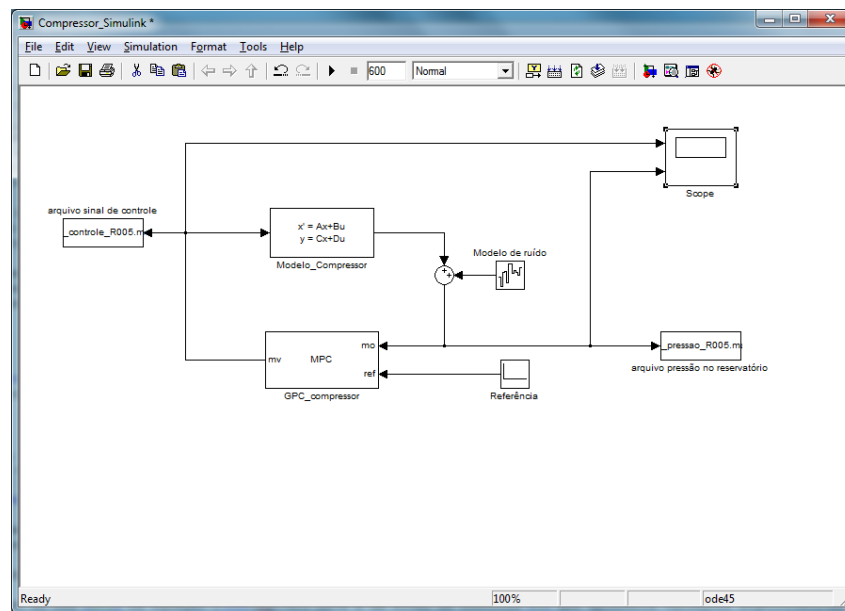 Compressor_Simulink *
File Edit View Simulation Format Tools Help
600 Normal
Scope
arquivo sinal de controle
_controle_R005.m
x' = Ax+Bu
y = Cx+Du
Modelo_Compressor
Modelo de ruído
mv
MPC
mo
ref
GPC_compressor
Referência
_pressao_R005.ma
arquivo pressão no reservatório
Ready 100% ode45